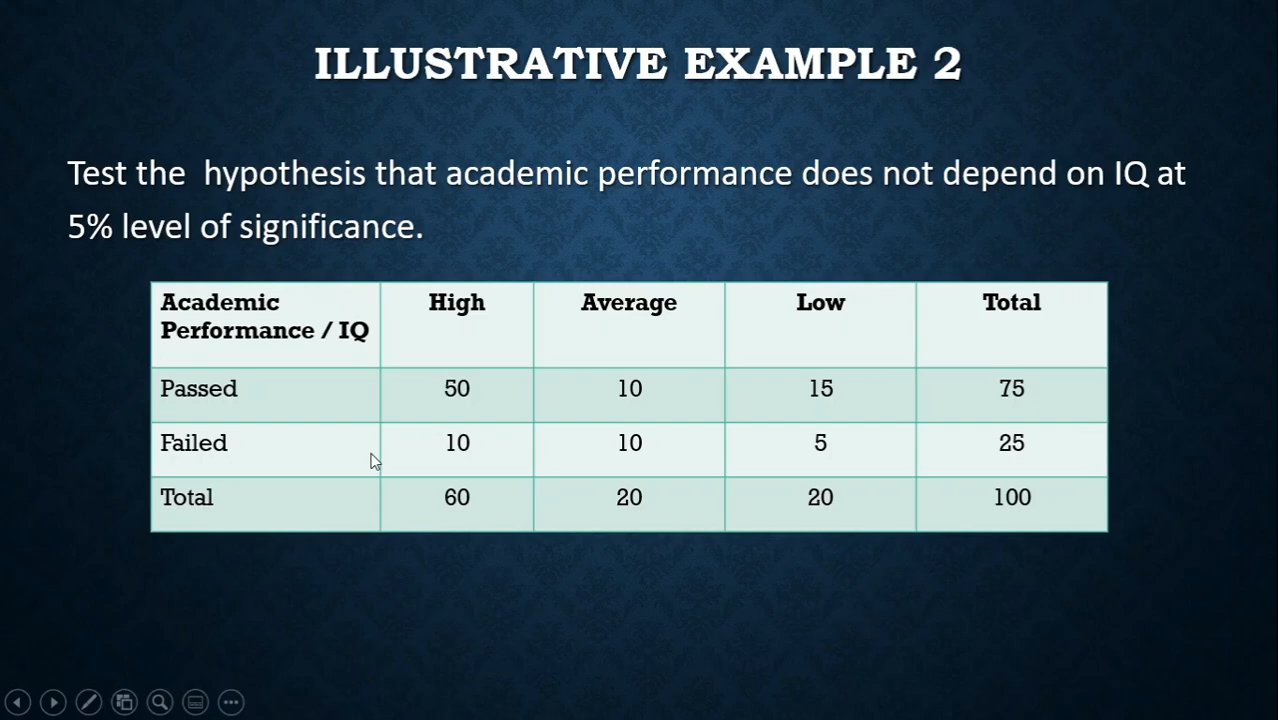 ILLUSTRATIVE EXAMPLE 2
Test the hypothesis that academic performance does not depend on IQ at
5% level of significance.
Academic Performance / IQ High Average Low Total
Passed 50 10 15 75
Failed 10 10 5 25
Total 60 20 20 100